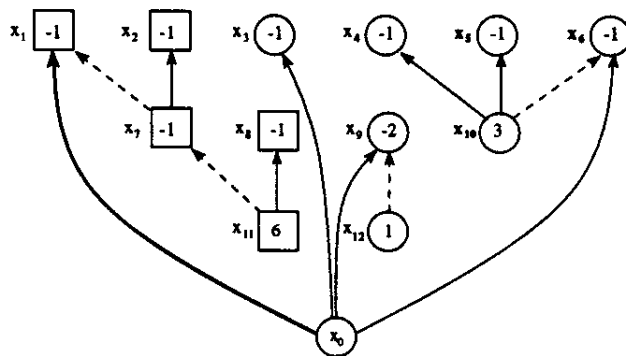 x₁ -1 x₂ -1 x₃ -1 x₄ -1 x₅ -1 x₆ -1
x₇ -1 x₈ -1 x₉ -2 x₁₀ 3
x₁₁ 6 x₁₂ 1
x₀